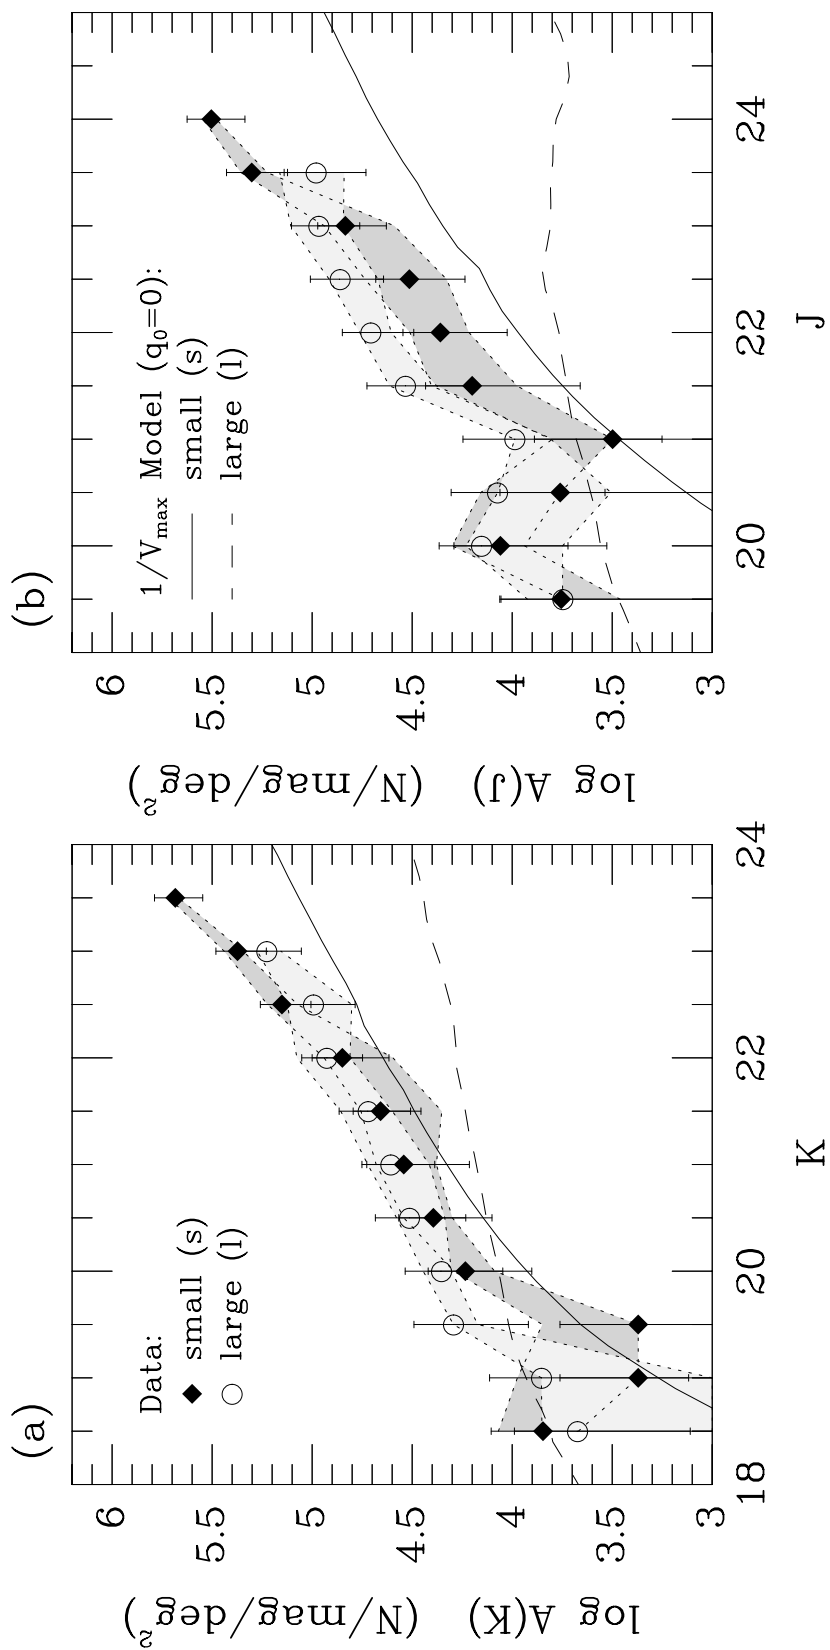 (a)
Data:
small (s)
large (l)
6
5.5
5
4.5
4
3.5
3
log A(K) (N/mag/deg²)
18
20
22
24
K
(b)
1/Vmax Model (q₀=0):
small (s)
large (l)
6
5.5
5
4.5
4
3.5
3
log A(J) (N/mag/deg²)
20
22
24
J